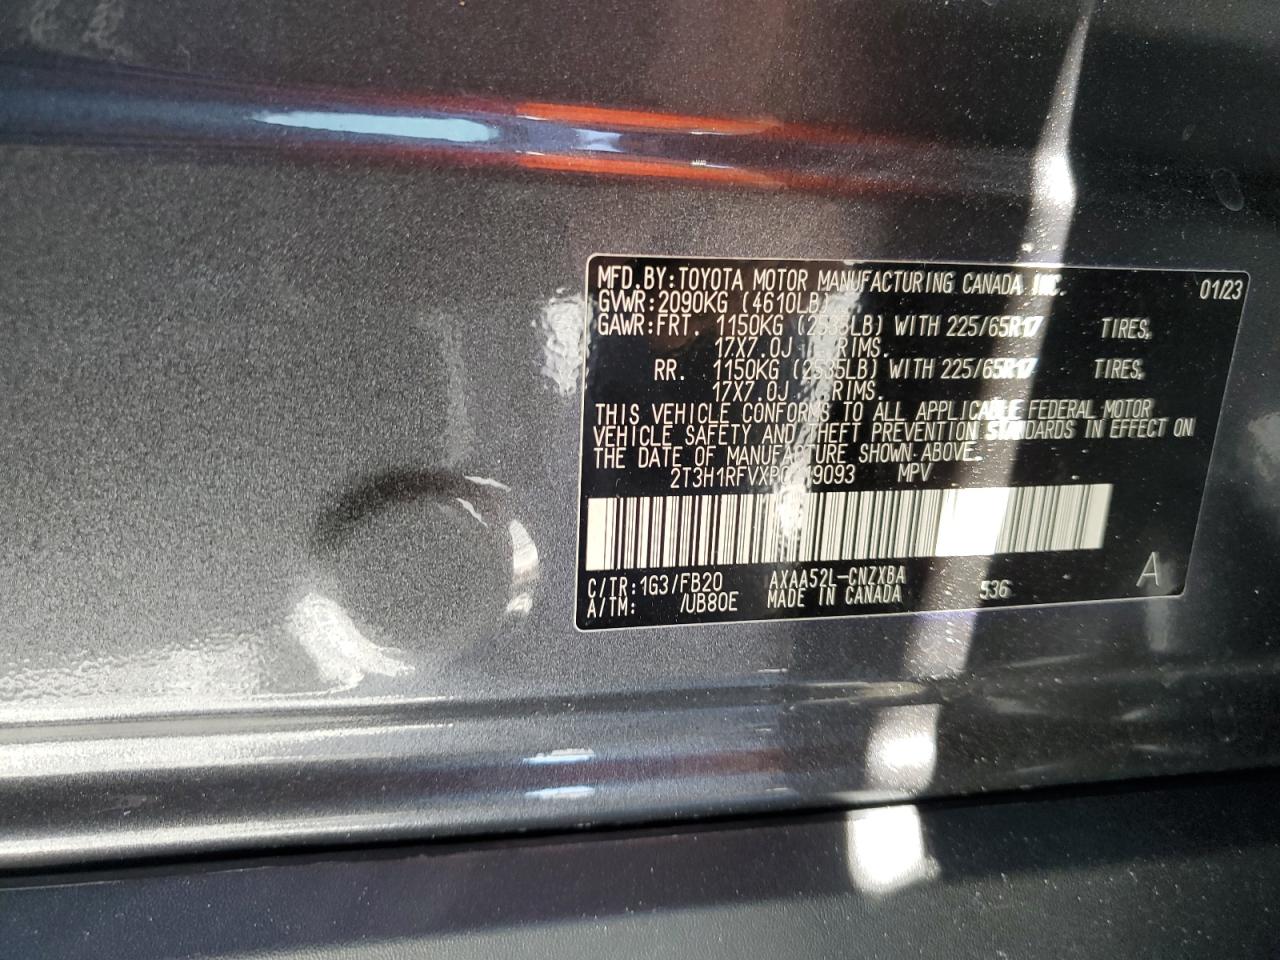 MFD.BY:TOYOTA MOTOR MANUFACTURING CANADA INC. 01/23
GVWR:2090KG (4610LB)
GAWR:FRT. 1150KG (2535LB) WITH 225/65R17 TIRES,
17X7.0J RIMS.
RR. 1150KG (2535LB) WITH 225/65R17 TIRES,
17X7.0J RIMS.
THIS VEHICLE CONFORMS TO ALL APPLICABLE FEDERAL MOTOR
VEHICLE SAFETY AND THEFT PREVENTION STANDARDS IN EFFECT ON
THE DATE OF MANUFACTURE SHOWN ABOVE.
MPV
C/TR:1G3/FB20 AXAA52L-CNZXBA 536 A
A/TM: /UB80E MADE IN CANADA